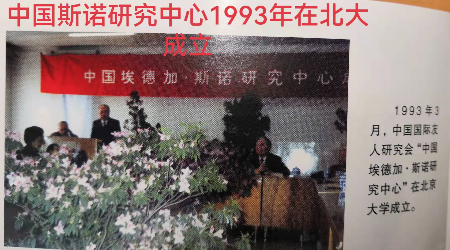 中国斯诺研究中心1993年在北大
成立
中国埃德加·斯诺研究中心成
1993年3
月，中国国际友
人研究会“中国
埃德加·斯诺研
究中心”在北京
大学成立。